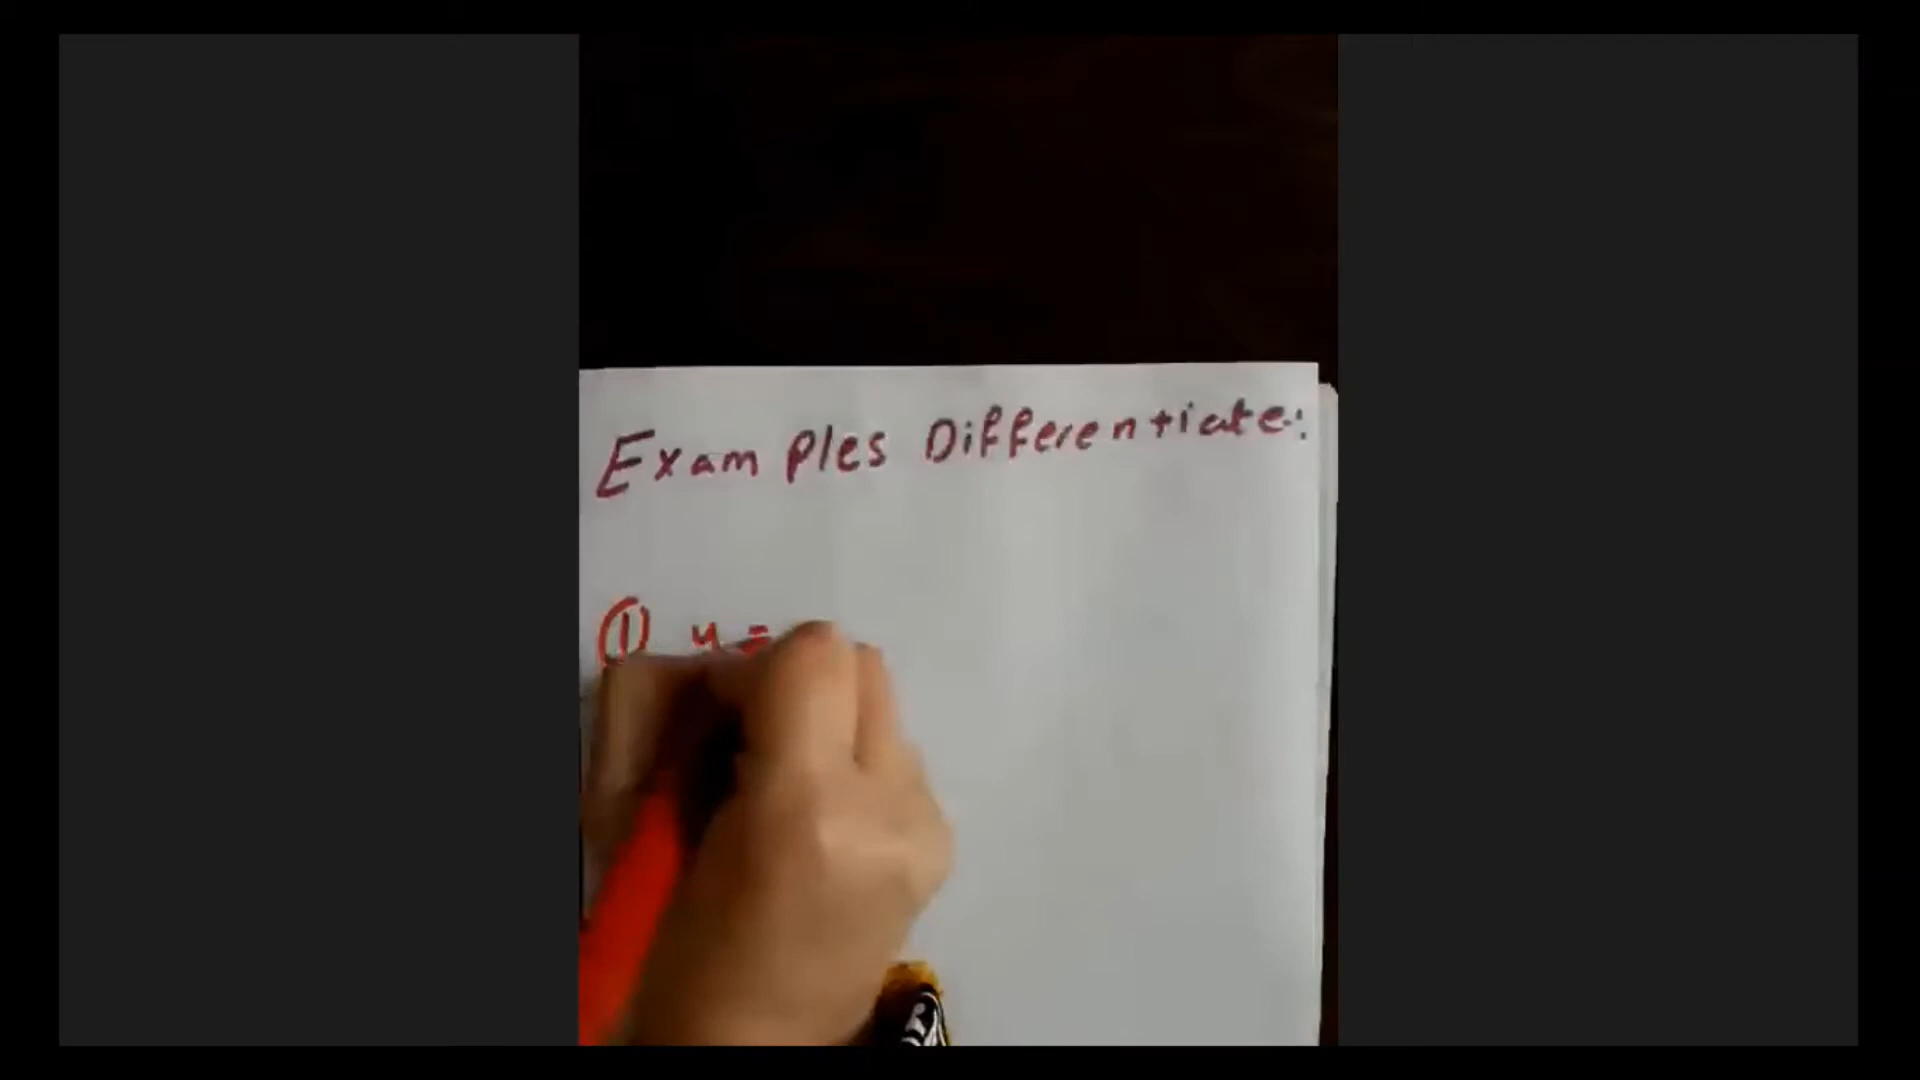 Examples Differentiate:
① y =